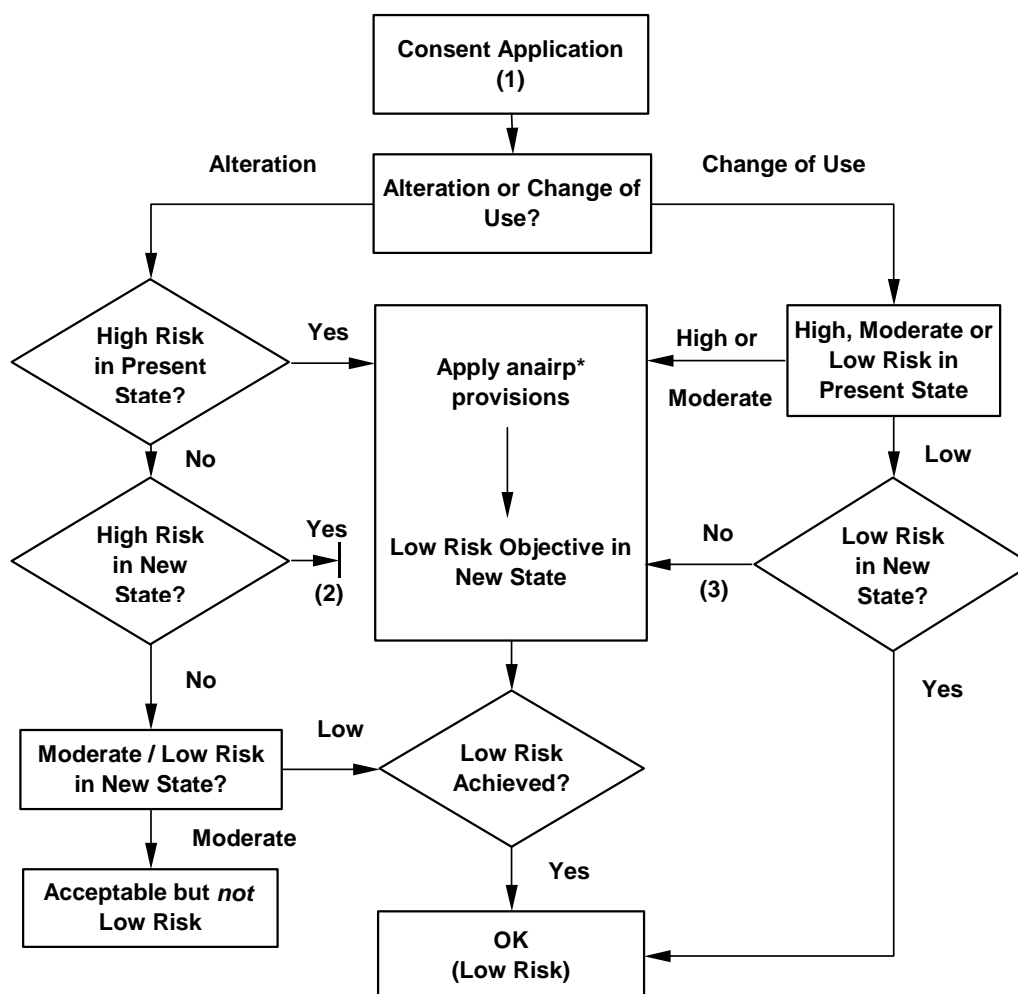 Consent Application
(1)
Alteration
Change of Use
Alteration or Change of
Use?
High Risk
in Present
State?
Yes
Apply anairp*
provisions
High or
Moderate
High, Moderate or
Low Risk in
Present State
No
Low
High Risk
in New
State?
Yes
(2)
Low Risk Objective in
New State
No
(3)
Low Risk
in New
State?
No
Yes
Moderate / Low Risk
in New State?
Low
Low Risk
Achieved?
Moderate
Yes
Acceptable but not
Low Risk
OK
(Low Risk)